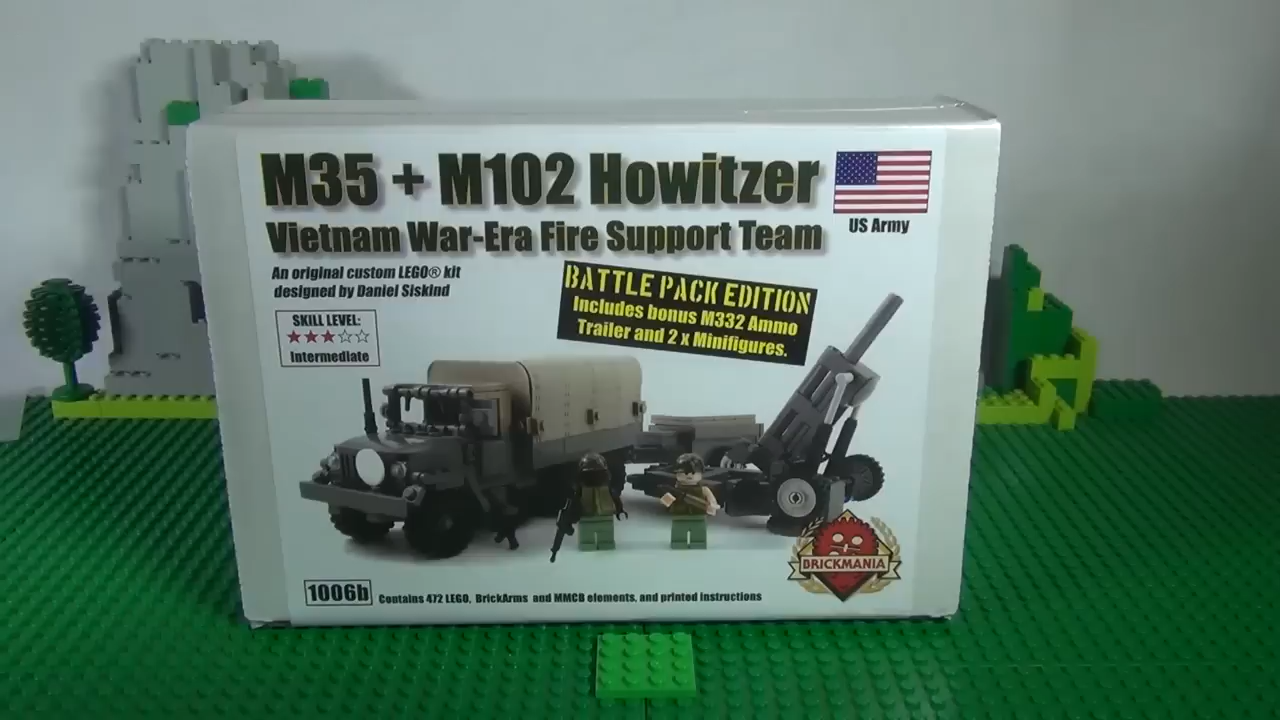 M35 + M102 Howitzer
Vietnam War-Era Fire Support Team
US Army
An original custom LEGO® kit
designed by Daniel Siskind
BATTLE PACK EDITION
Includes bonus M332 Ammo
Trailer and 2 x Minifigures.
SKILL LEVEL:
Intermediate
BRICKMANIA
1006b
Contains 472 LEGO, BrickArms and MMCB elements, and printed instructions